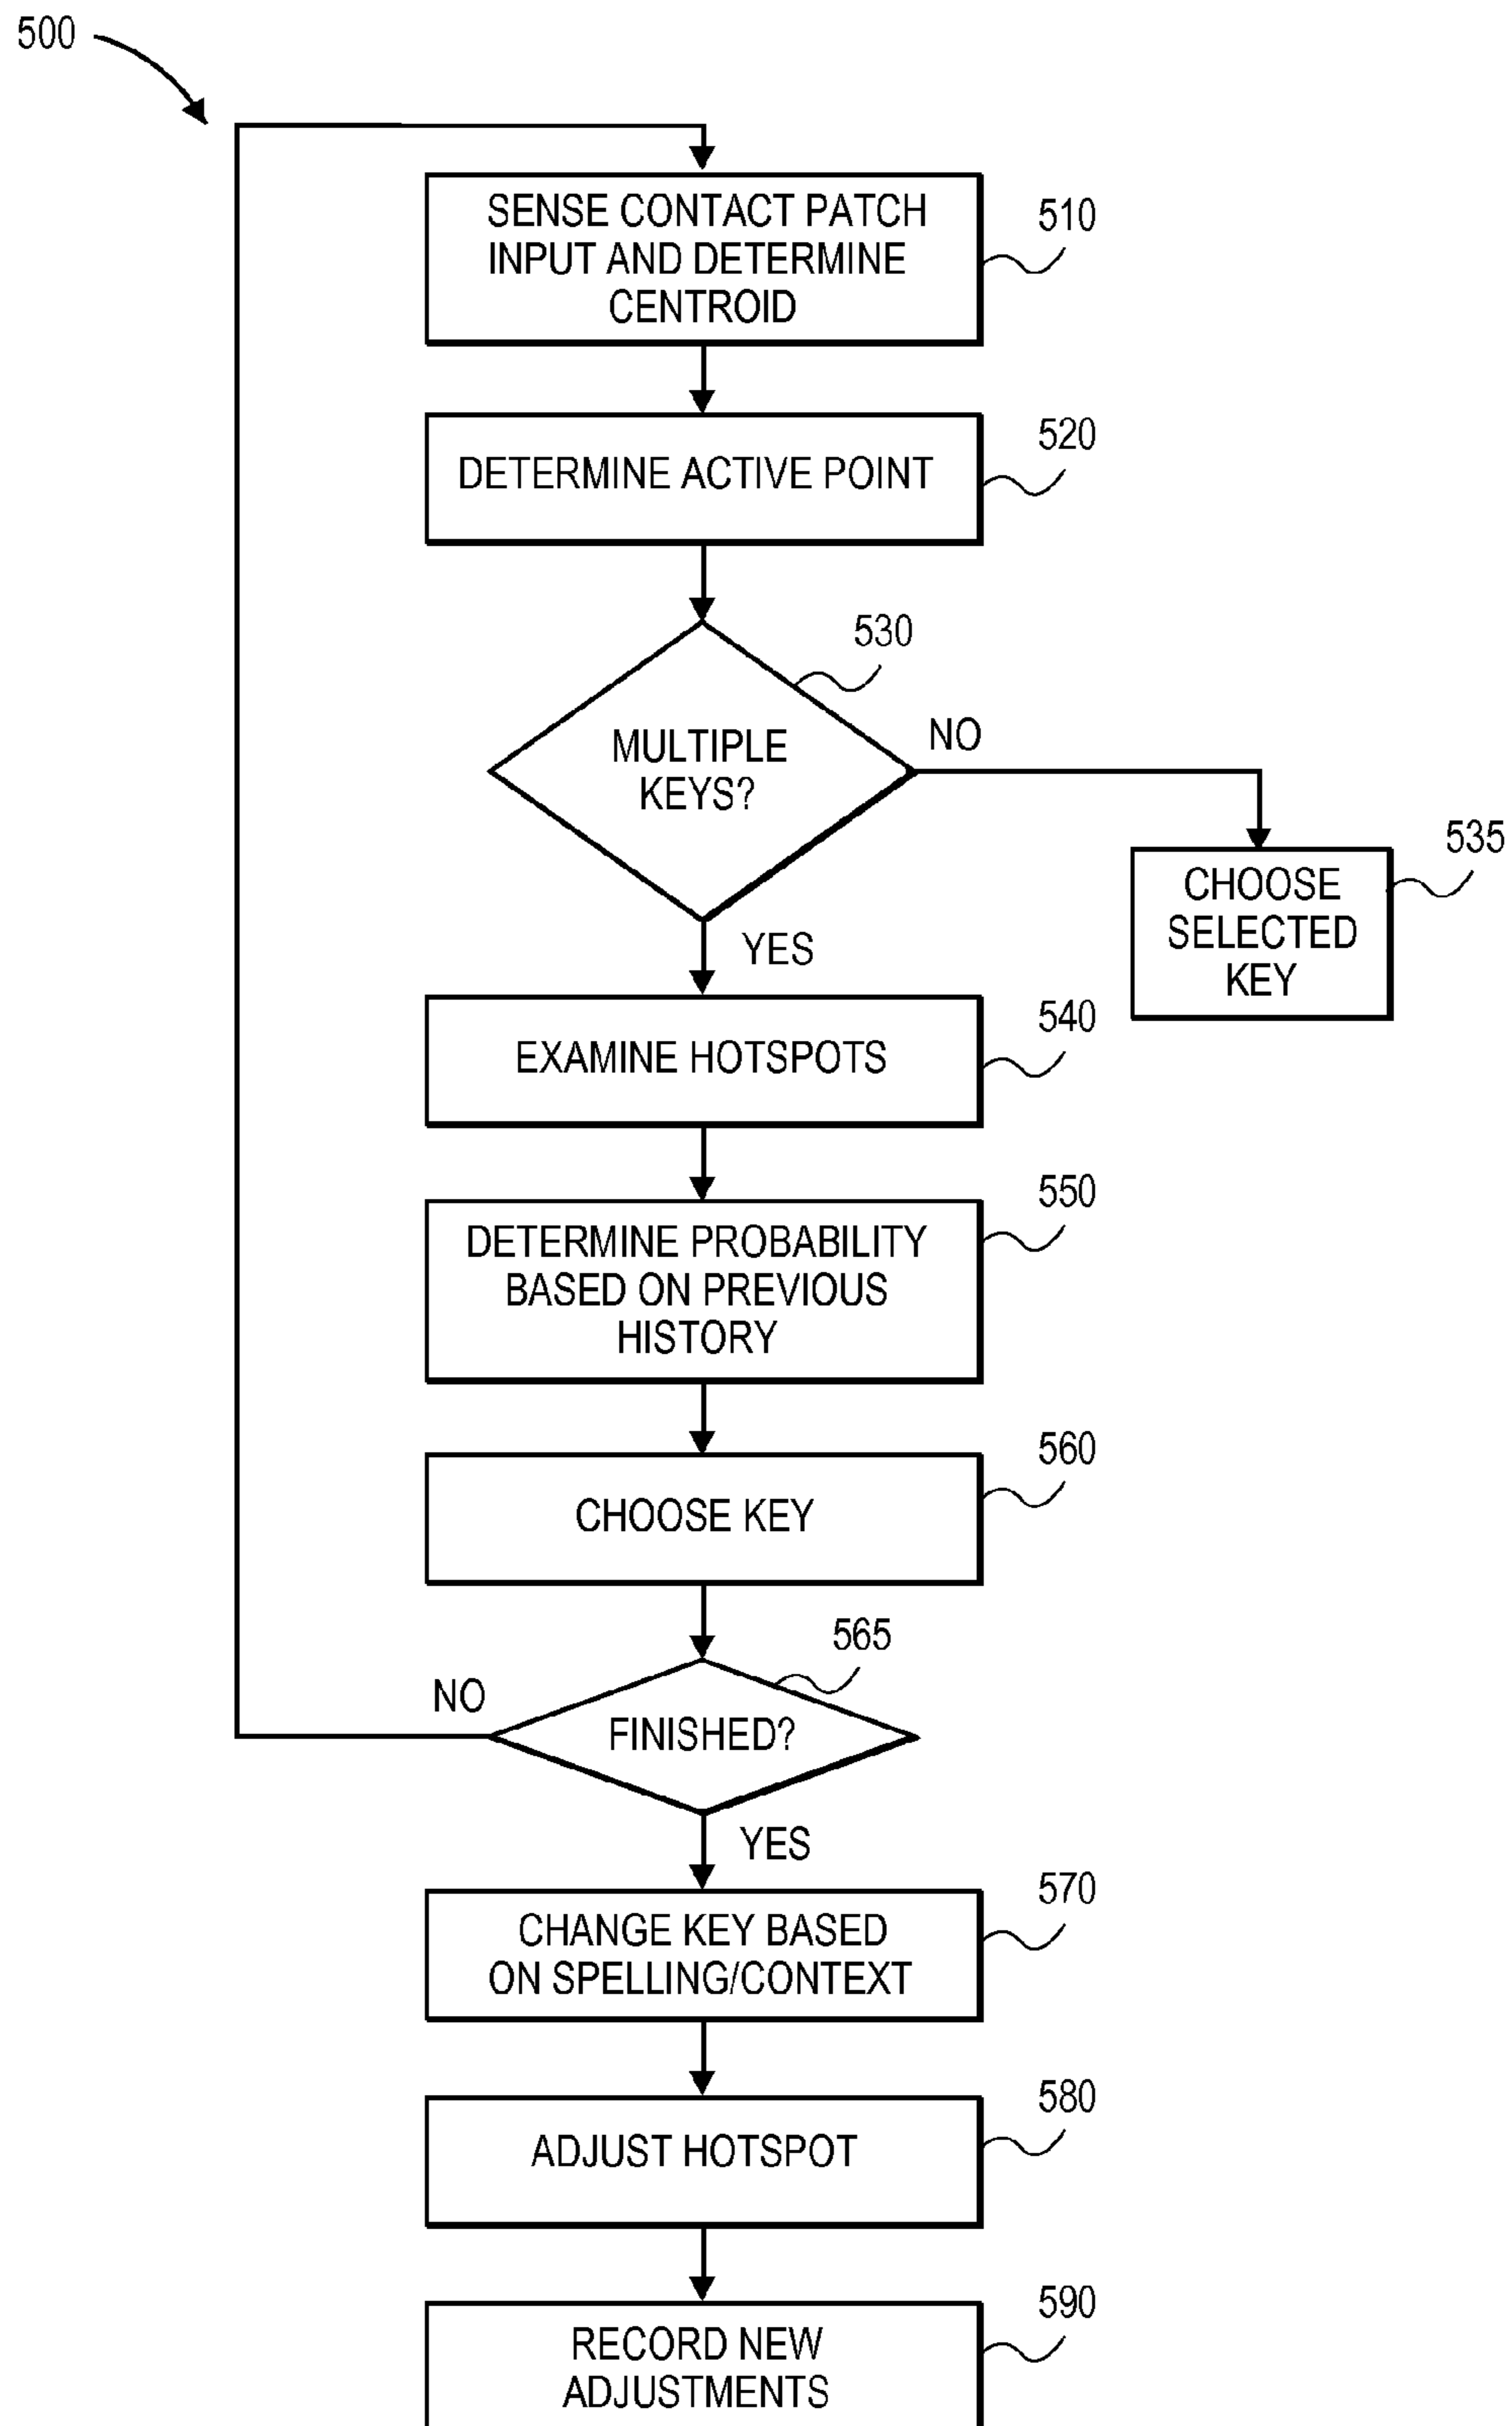 500
SENSE CONTACT PATCH
INPUT AND DETERMINE
CENTROID
510
DETERMINE ACTIVE POINT
520
530
MULTIPLE
KEYS?
NO
535
CHOOSE
SELECTED
KEY
YES
EXAMINE HOTSPOTS
540
550
DETERMINE PROBABILITY
BASED ON PREVIOUS
HISTORY
560
CHOOSE KEY
565
NO
FINISHED?
YES
570
CHANGE KEY BASED
ON SPELLING/CONTEXT
580
ADJUST HOTSPOT
590
RECORD NEW
ADJUSTMENTS